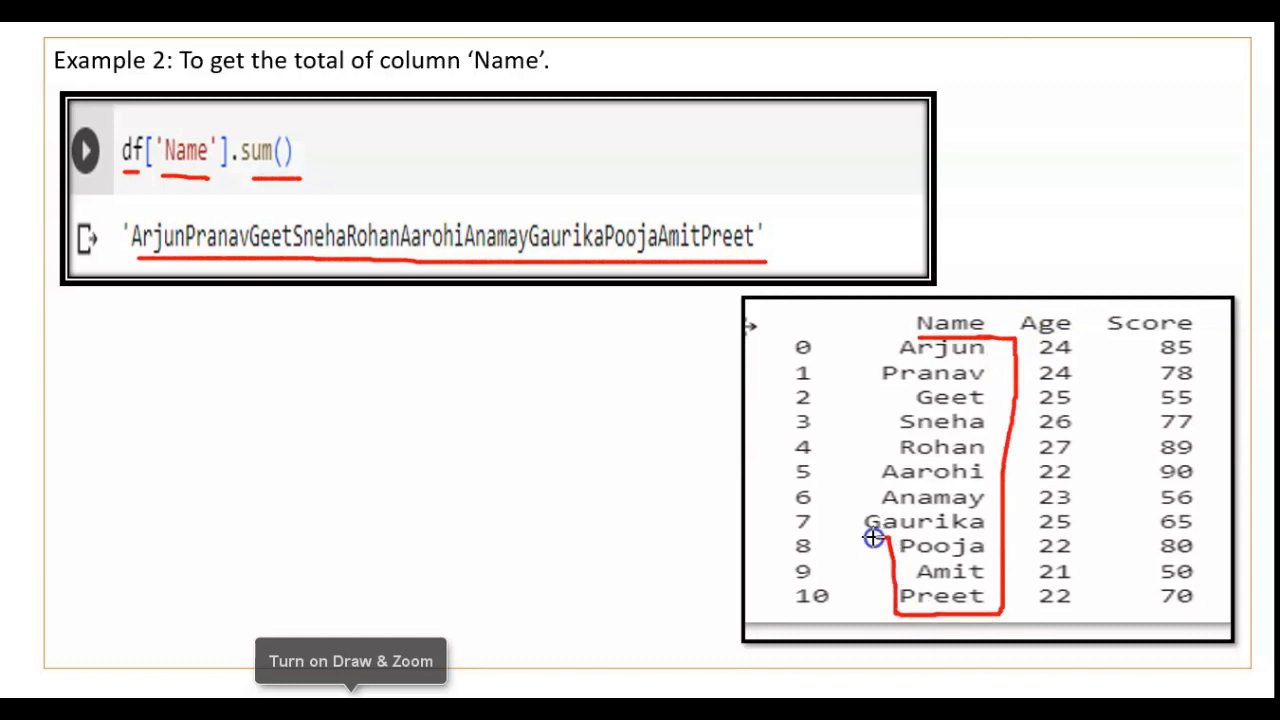 Example 2: To get the total of column ‘Name’.
df['Name'].sum()
'ArjunPranavGeetSnehaRohanAarohiAnamayGaurikaPoojaAmitPreet'
Name Age Score
0 Arjun 24 85
1 Pranav 24 78
2 Geet 25 55
3 Sneha 26 77
4 Rohan 27 89
5 Aarohi 22 90
6 Anamay 23 56
7 Gaurika 25 65
8 Pooja 22 80
9 Amit 21 50
10 Preet 22 70
Turn on Draw & Zoom